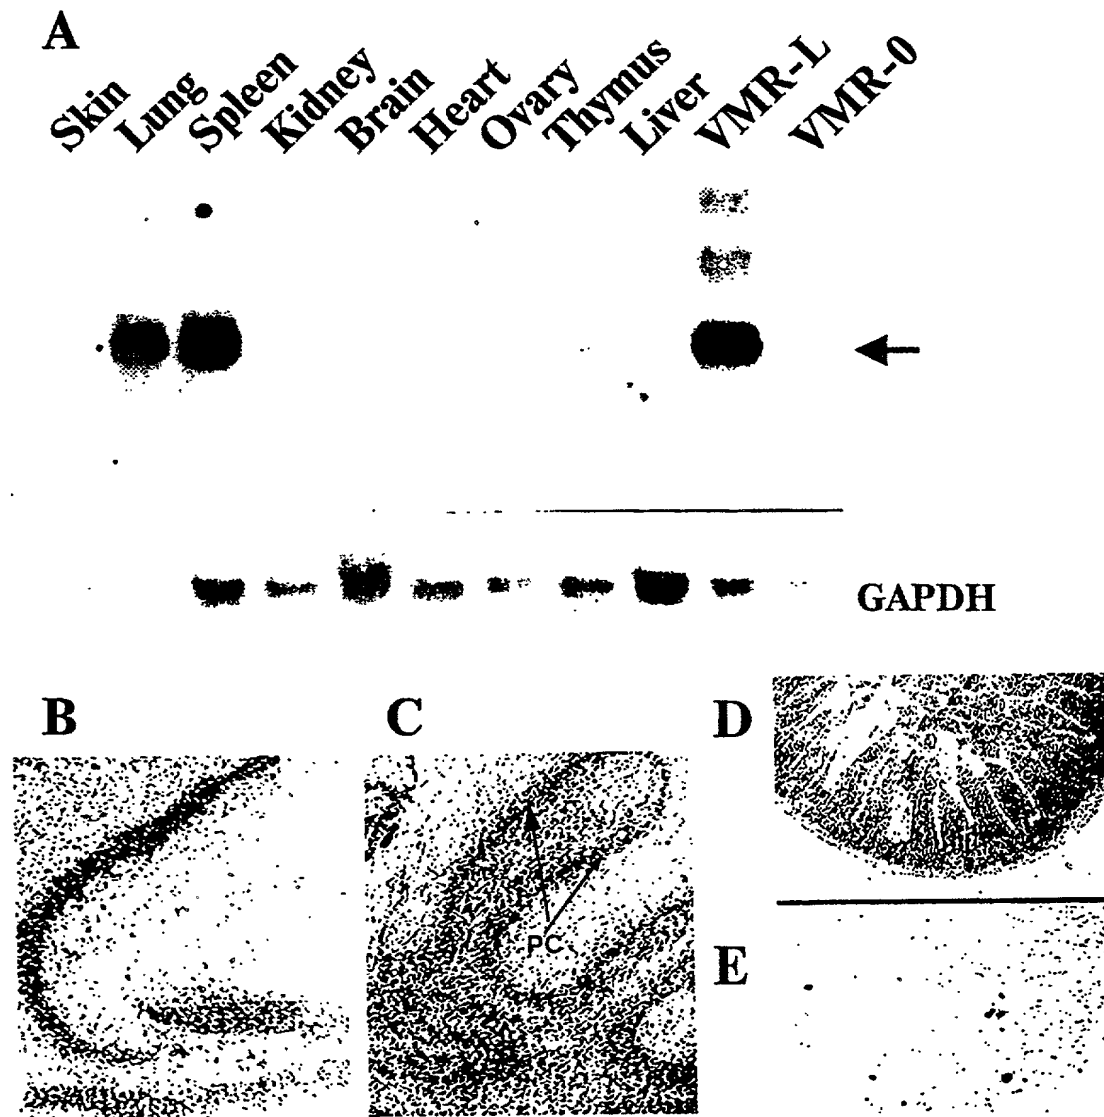 A
Skin
Lung
Spleen
Kidney
Brain
Heart
Ovary
Thymus
Liver
VMR-L
VMR-0
GAPDH
B
C
D
PC
E